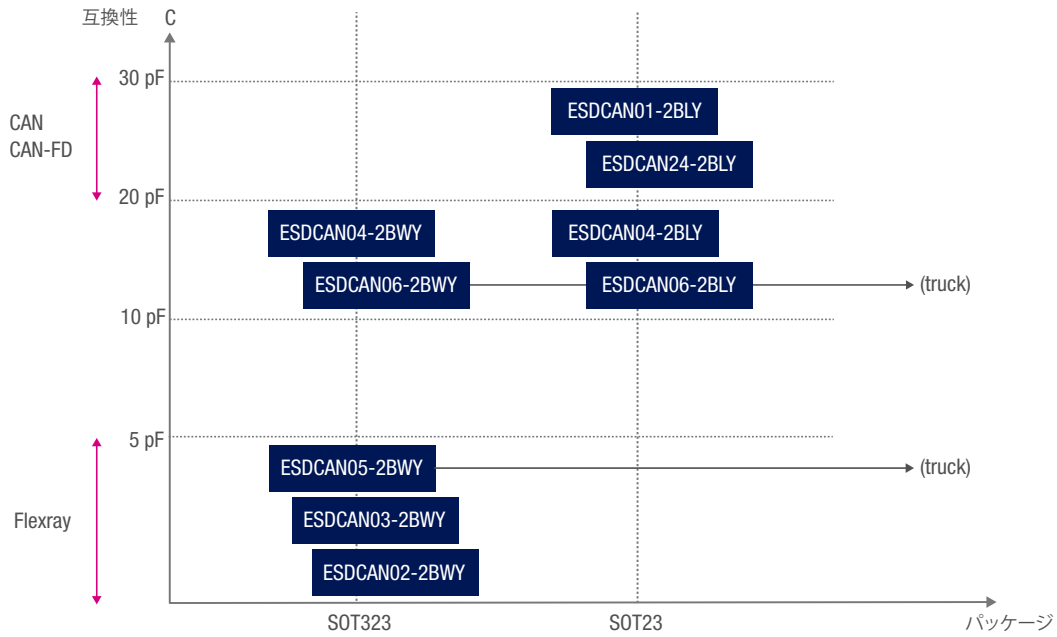 互換性 C
30 pF
CAN
CAN-FD
ESDCAN01-2BLY
ESDCAN24-2BLY
20 pF
ESDCAN04-2BWY
ESDCAN04-2BLY
ESDCAN06-2BWY
ESDCAN06-2BLY
(truck)
10 pF
5 pF
ESDCAN05-2BWY
(truck)
Flexray
ESDCAN03-2BWY
ESDCAN02-2BWY
SOT323
SOT23
パッケージ